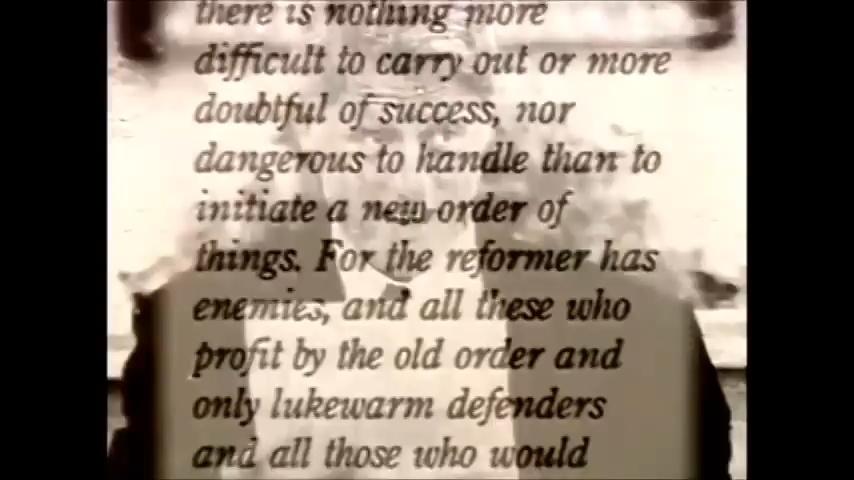 there is nothing more
difficult to carry out or more
doubtful of success, nor
dangerous to handle than to
initiate a new order of
things. For the reformer has
enemies, and all these who
profit by the old order and
only lukewarm defenders
and all those who would